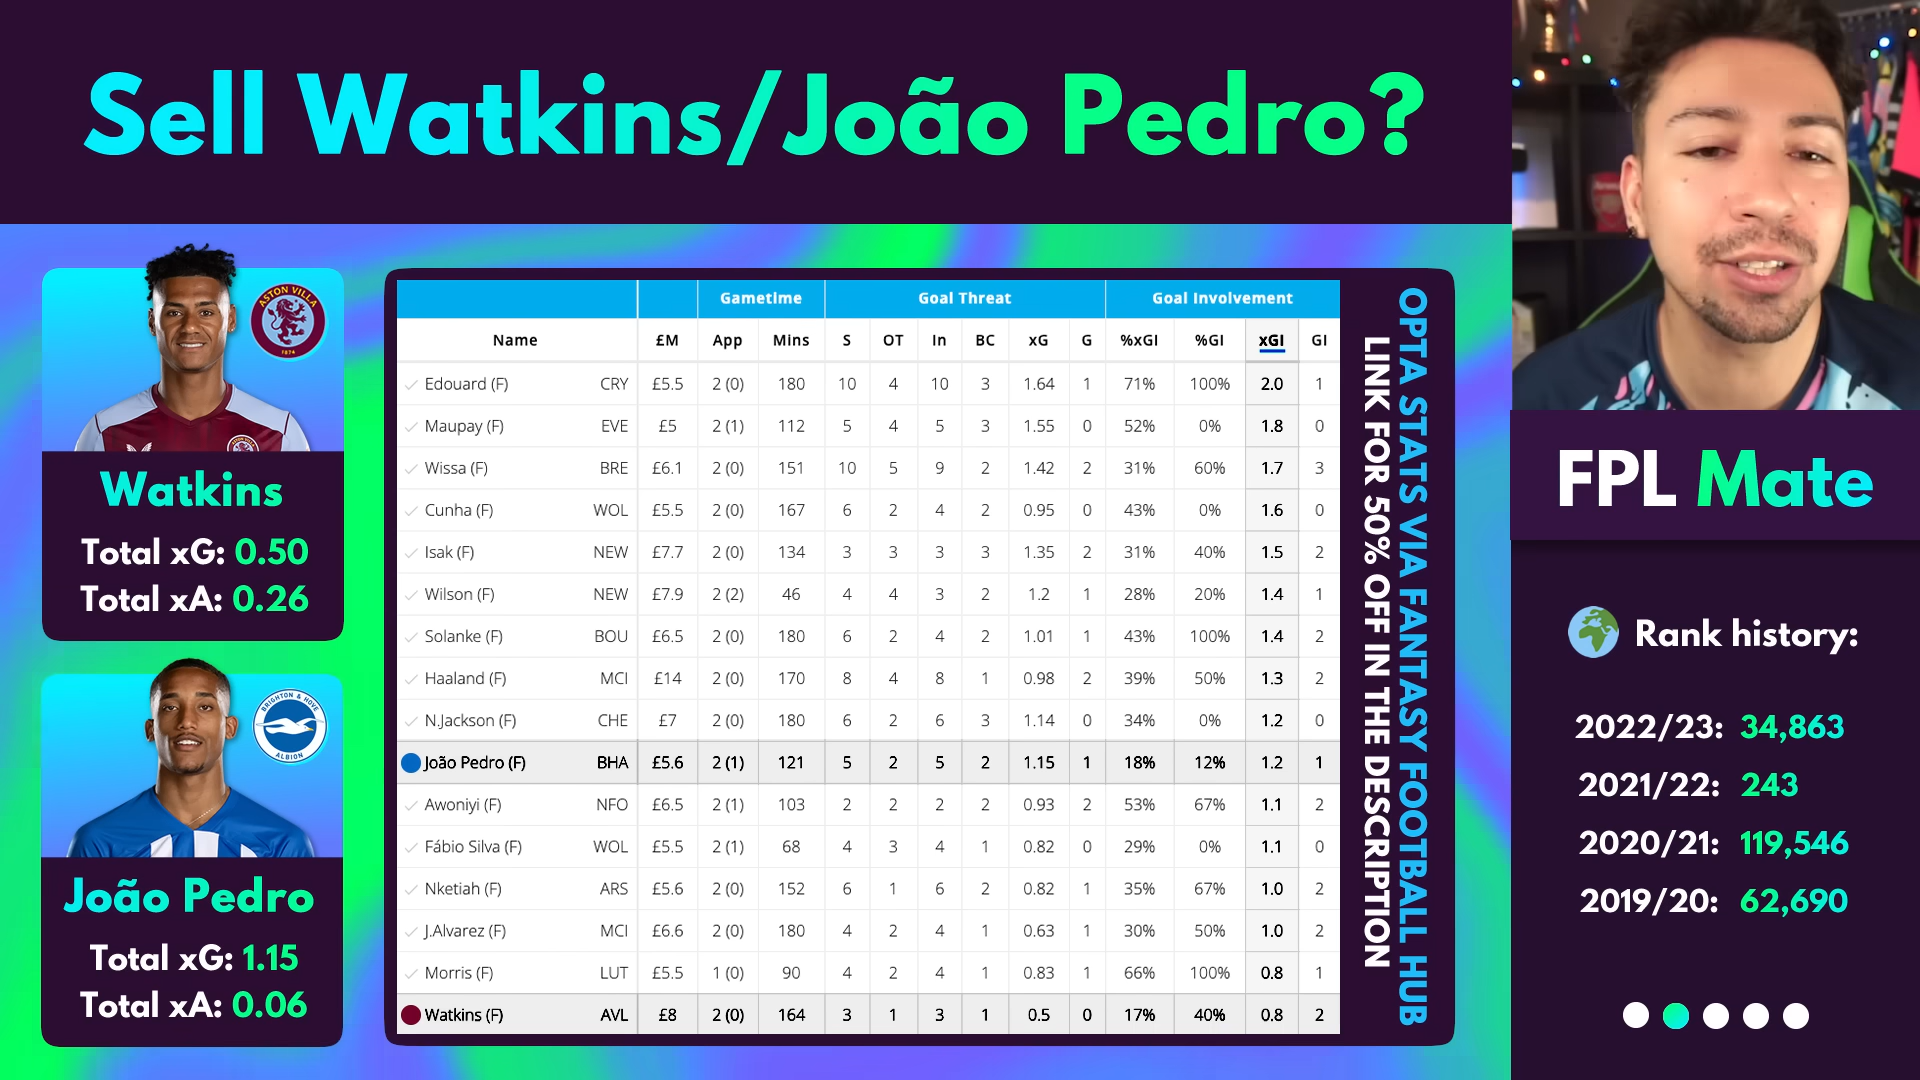 Sell Watkins/João Pedro?
ASTON VILLA
1874
Watkins
Total xG: 0.50
Total xA: 0.26
BRIGHTON & HOVE
ALBION
João Pedro
Total xG: 1.15
Total xA: 0.06
Gametime Goal Threat Goal Involvement
Name £M App Mins S OT In BC xG G %xGI %GI xGI GI
Edouard (F) CRY £5.5 2 (0) 180 10 4 10 3 1.64 1 71% 100% 2.0 1
Maupay (F) EVE £5 2 (1) 112 5 4 5 3 1.55 0 52% 0% 1.8 0
Wissa (F) BRE £6.1 2 (0) 151 10 5 9 2 1.42 2 31% 60% 1.7 3
Cunha (F) WOL £5.5 2 (0) 167 6 2 4 2 0.95 0 43% 0% 1.6 0
Isak (F) NEW £7.7 2 (0) 134 3 3 3 3 1.35 2 31% 40% 1.5 2
Wilson (F) NEW £7.9 2 (2) 46 4 4 3 2 1.2 1 28% 20% 1.4 1
Solanke (F) BOU £6.5 2 (0) 180 6 2 4 2 1.01 1 43% 100% 1.4 2
Haaland (F) MCI £14 2 (0) 170 8 4 8 1 0.98 2 39% 50% 1.3 2
N.Jackson (F) CHE £7 2 (0) 180 6 2 6 3 1.14 0 34% 0% 1.2 0
João Pedro (F) BHA £5.6 2 (1) 121 5 2 5 2 1.15 1 18% 12% 1.2 1
Awoniyi (F) NFO £6.5 2 (1) 103 2 2 2 2 0.93 2 53% 67% 1.1 2
Fábio Silva (F) WOL £5.5 2 (1) 68 4 3 4 1 0.82 0 29% 0% 1.1 0
Nketiah (F) ARS £5.6 2 (0) 152 6 1 6 2 0.82 1 35% 67% 1.0 2
J.Alvarez (F) MCI £6.6 2 (0) 180 4 2 4 1 0.63 1 30% 50% 1.0 2
Morris (F) LUT £5.5 1 (0) 90 4 2 4 1 0.83 1 66% 100% 0.8 1
Watkins (F) AVL £8 2 (0) 164 3 1 3 1 0.5 0 17% 40% 0.8 2
OPTA STATS VIA FANTASY FOOTBALL HUB
LINK FOR 50% OFF IN THE DESCRIPTION
FPL Mate
Rank history:
2022/23: 34,863
2021/22: 243
2020/21: 119,546
2019/20: 62,690